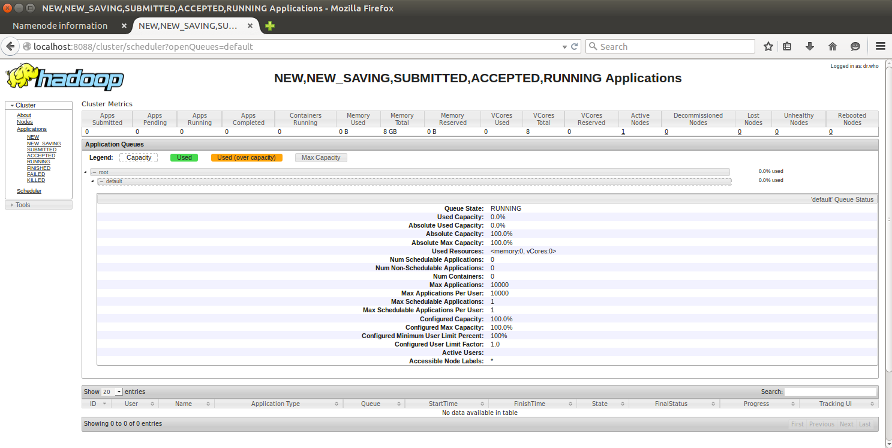 NEW,NEW_SAVING,SUBMITTED,ACCEPTED,RUNNING Applications - Mozilla Firefox
Namenode information × NEW,NEW_SAVING,SU... ×
localhost:8088/cluster/scheduler?openQueues=default Search
Logged in as: dr.who
hadoop
NEW,NEW_SAVING,SUBMITTED,ACCEPTED,RUNNING Applications
Cluster
About
Nodes
Applications
NEW
NEW_SAVING
SUBMITTED
ACCEPTED
RUNNING
FINISHED
FAILED
KILLED
Scheduler
Tools
Cluster Metrics
Apps Submitted Apps Pending Apps Running Apps Completed Containers Running Memory Used Memory Total Memory Reserved VCores Used VCores Total VCores Reserved Active Nodes Decommissioned Nodes Lost Nodes Unhealthy Nodes Rebooted Nodes
0 0 0 0 0 0 B 8 GB 0 B 0 8 0 1 0 0 0 0
Application Queues
Legend: Capacity Used Used (over capacity) Max Capacity
root 0.0% used
default 0.0% used
'default' Queue Status
Queue State: RUNNING
Used Capacity: 0.0%
Absolute Used Capacity: 0.0%
Absolute Capacity: 100.0%
Absolute Max Capacity: 100.0%
Used Resources: <memory:0, vCores:0>
Num Schedulable Applications: 0
Num Non-Schedulable Applications: 0
Num Containers: 0
Max Applications: 10000
Max Applications Per User: 10000
Max Schedulable Applications: 1
Max Schedulable Applications Per User: 1
Configured Capacity: 100.0%
Configured Max Capacity: 100.0%
Configured Minimum User Limit Percent: 100%
Configured User Limit Factor: 1.0
Active Users:
Accessible Node Labels: *
Show 20 entries Search:
ID User Name Application Type Queue StartTime FinishTime State FinalStatus Progress Tracking UI
No data available in table
Showing 0 to 0 of 0 entries First Previous Next Last